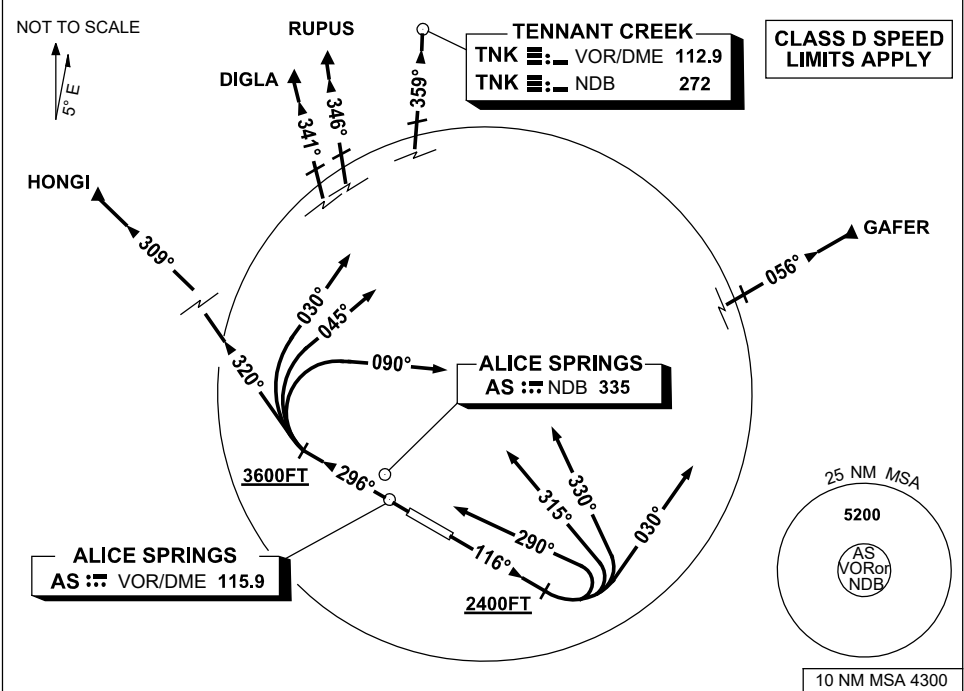 NOT TO SCALE
5° E
RUPUS
DIGLA
TENNANT CREEK
TNK VOR/DME 112.9
TNK NDB 272
CLASS D SPEED
LIMITS APPLY
341°
346°
359°
HONGI
309°
GAFER
056°
030°
045°
090°
320°
ALICE SPRINGS
AS NDB 335
3600FT
296°
315°
330°
030°
290°
116°
2400FT
ALICE SPRINGS
AS VOR/DME 115.9
25 NM MSA
5200
AS
VORor
NDB
10 NM MSA 4300